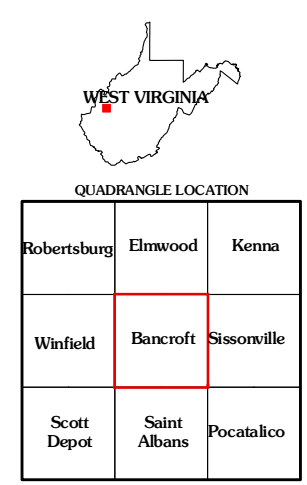 WEST VIRGINIA
QUADRANGLE LOCATION
Robertsburg Elmwood Kenna
Winfield Bancroft Sissonville
Scott Depot Saint Albans Pocatalico